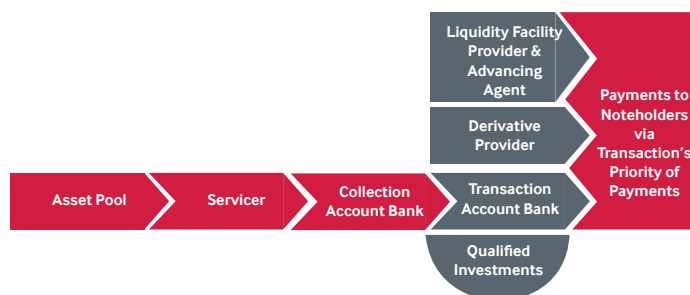 Liquidity Facility
Provider &
Advancing
Agent
Derivative
Provider
Payments to
Noteholders
via
Transaction's
Priority of
Payments
Asset Pool
Servicer
Collection
Account Bank
Transaction
Account Bank
Qualified
Investments